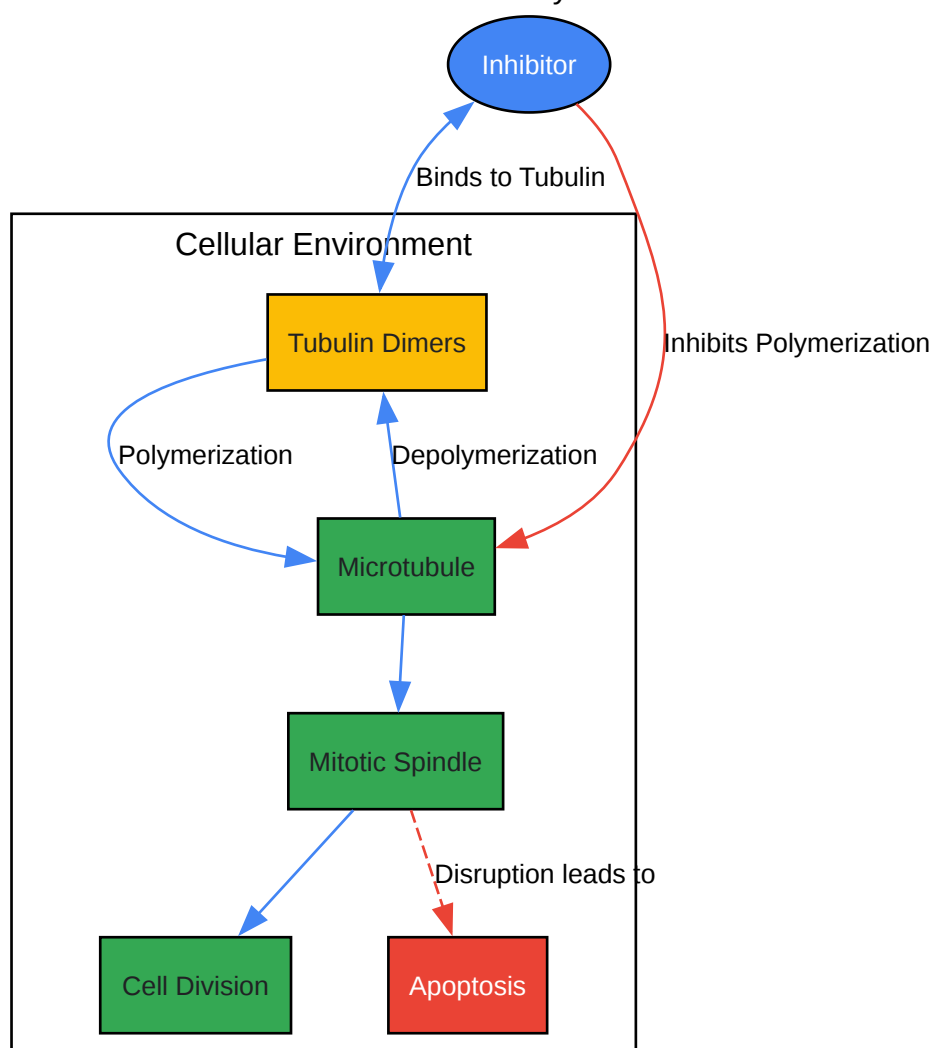 Inhibitor
Binds to Tubulin
Cellular Environment
Tubulin Dimers
Inhibits Polymerization
Polymerization
Depolymerization
Microtubule
Mitotic Spindle
Disruption leads to
Cell Division
Apoptosis